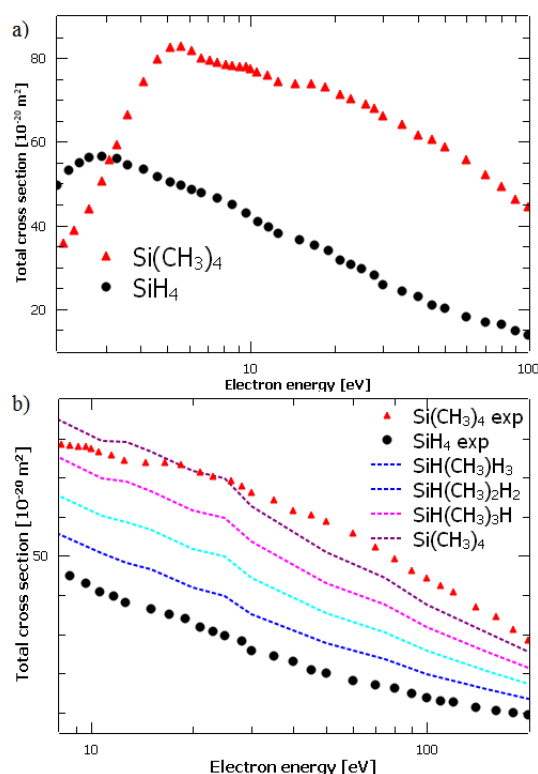 a)
Total cross section [10⁻²⁰ m²]
80
60
40
20
Si(CH₃)₄
SiH₄
10
100
Electron energy [eV]
b)
Total cross section [10⁻²⁰ m²]
50
Si(CH₃)₄ exp
SiH₄ exp
SiH(CH₃)H₃
SiH(CH₃)₂H₂
SiH(CH₃)₃H
Si(CH₃)₄
10
100
Electron energy [eV]